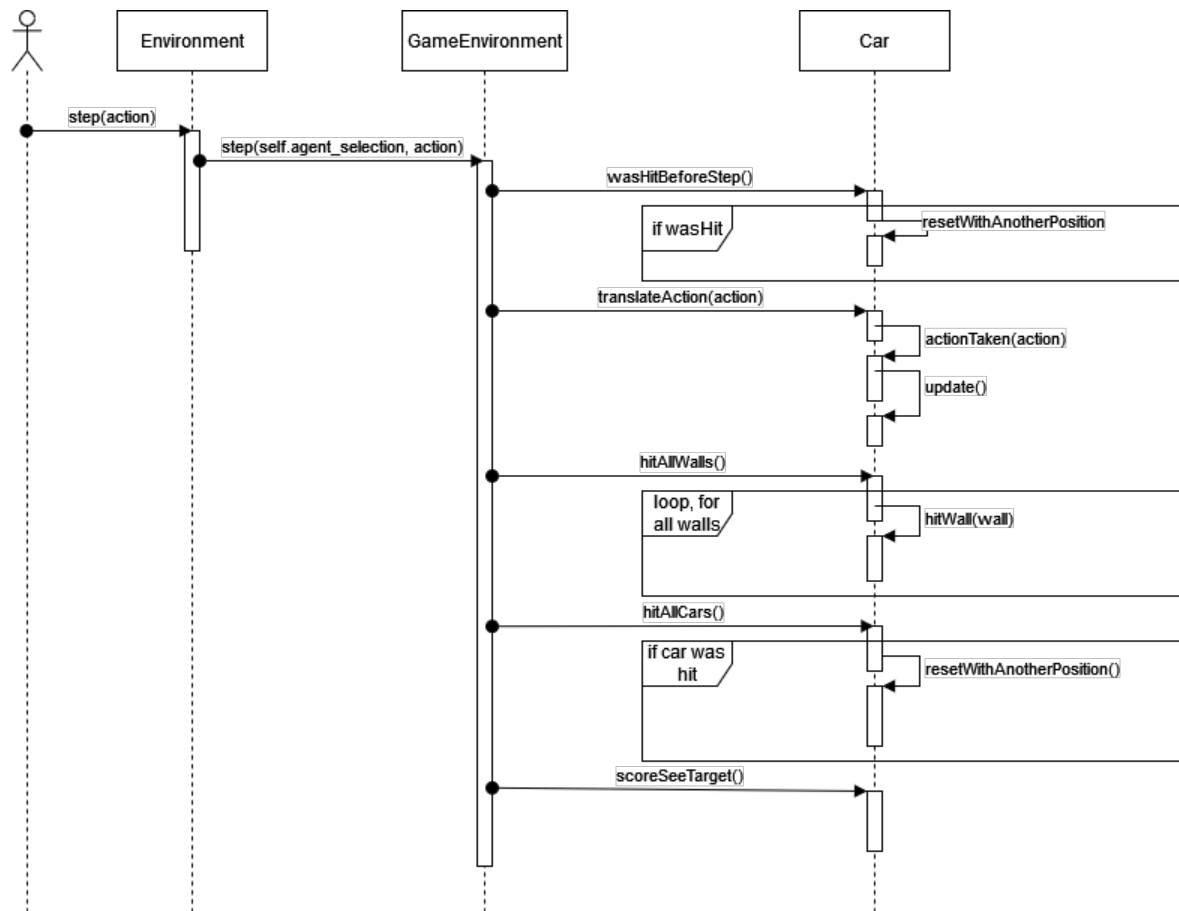 Environment
GameEnvironment
Car
step(action)
step(self.agent_selection, action)
wasHitBeforeStep()
resetWithAnotherPosition
if wasHit
translateAction(action)
actionTaken(action)
update()
hitAllWalls()
loop, for
all walls
hitWall(wall)
hitAllCars()
if car was
hit
resetWithAnotherPosition()
scoreSeeTarget()